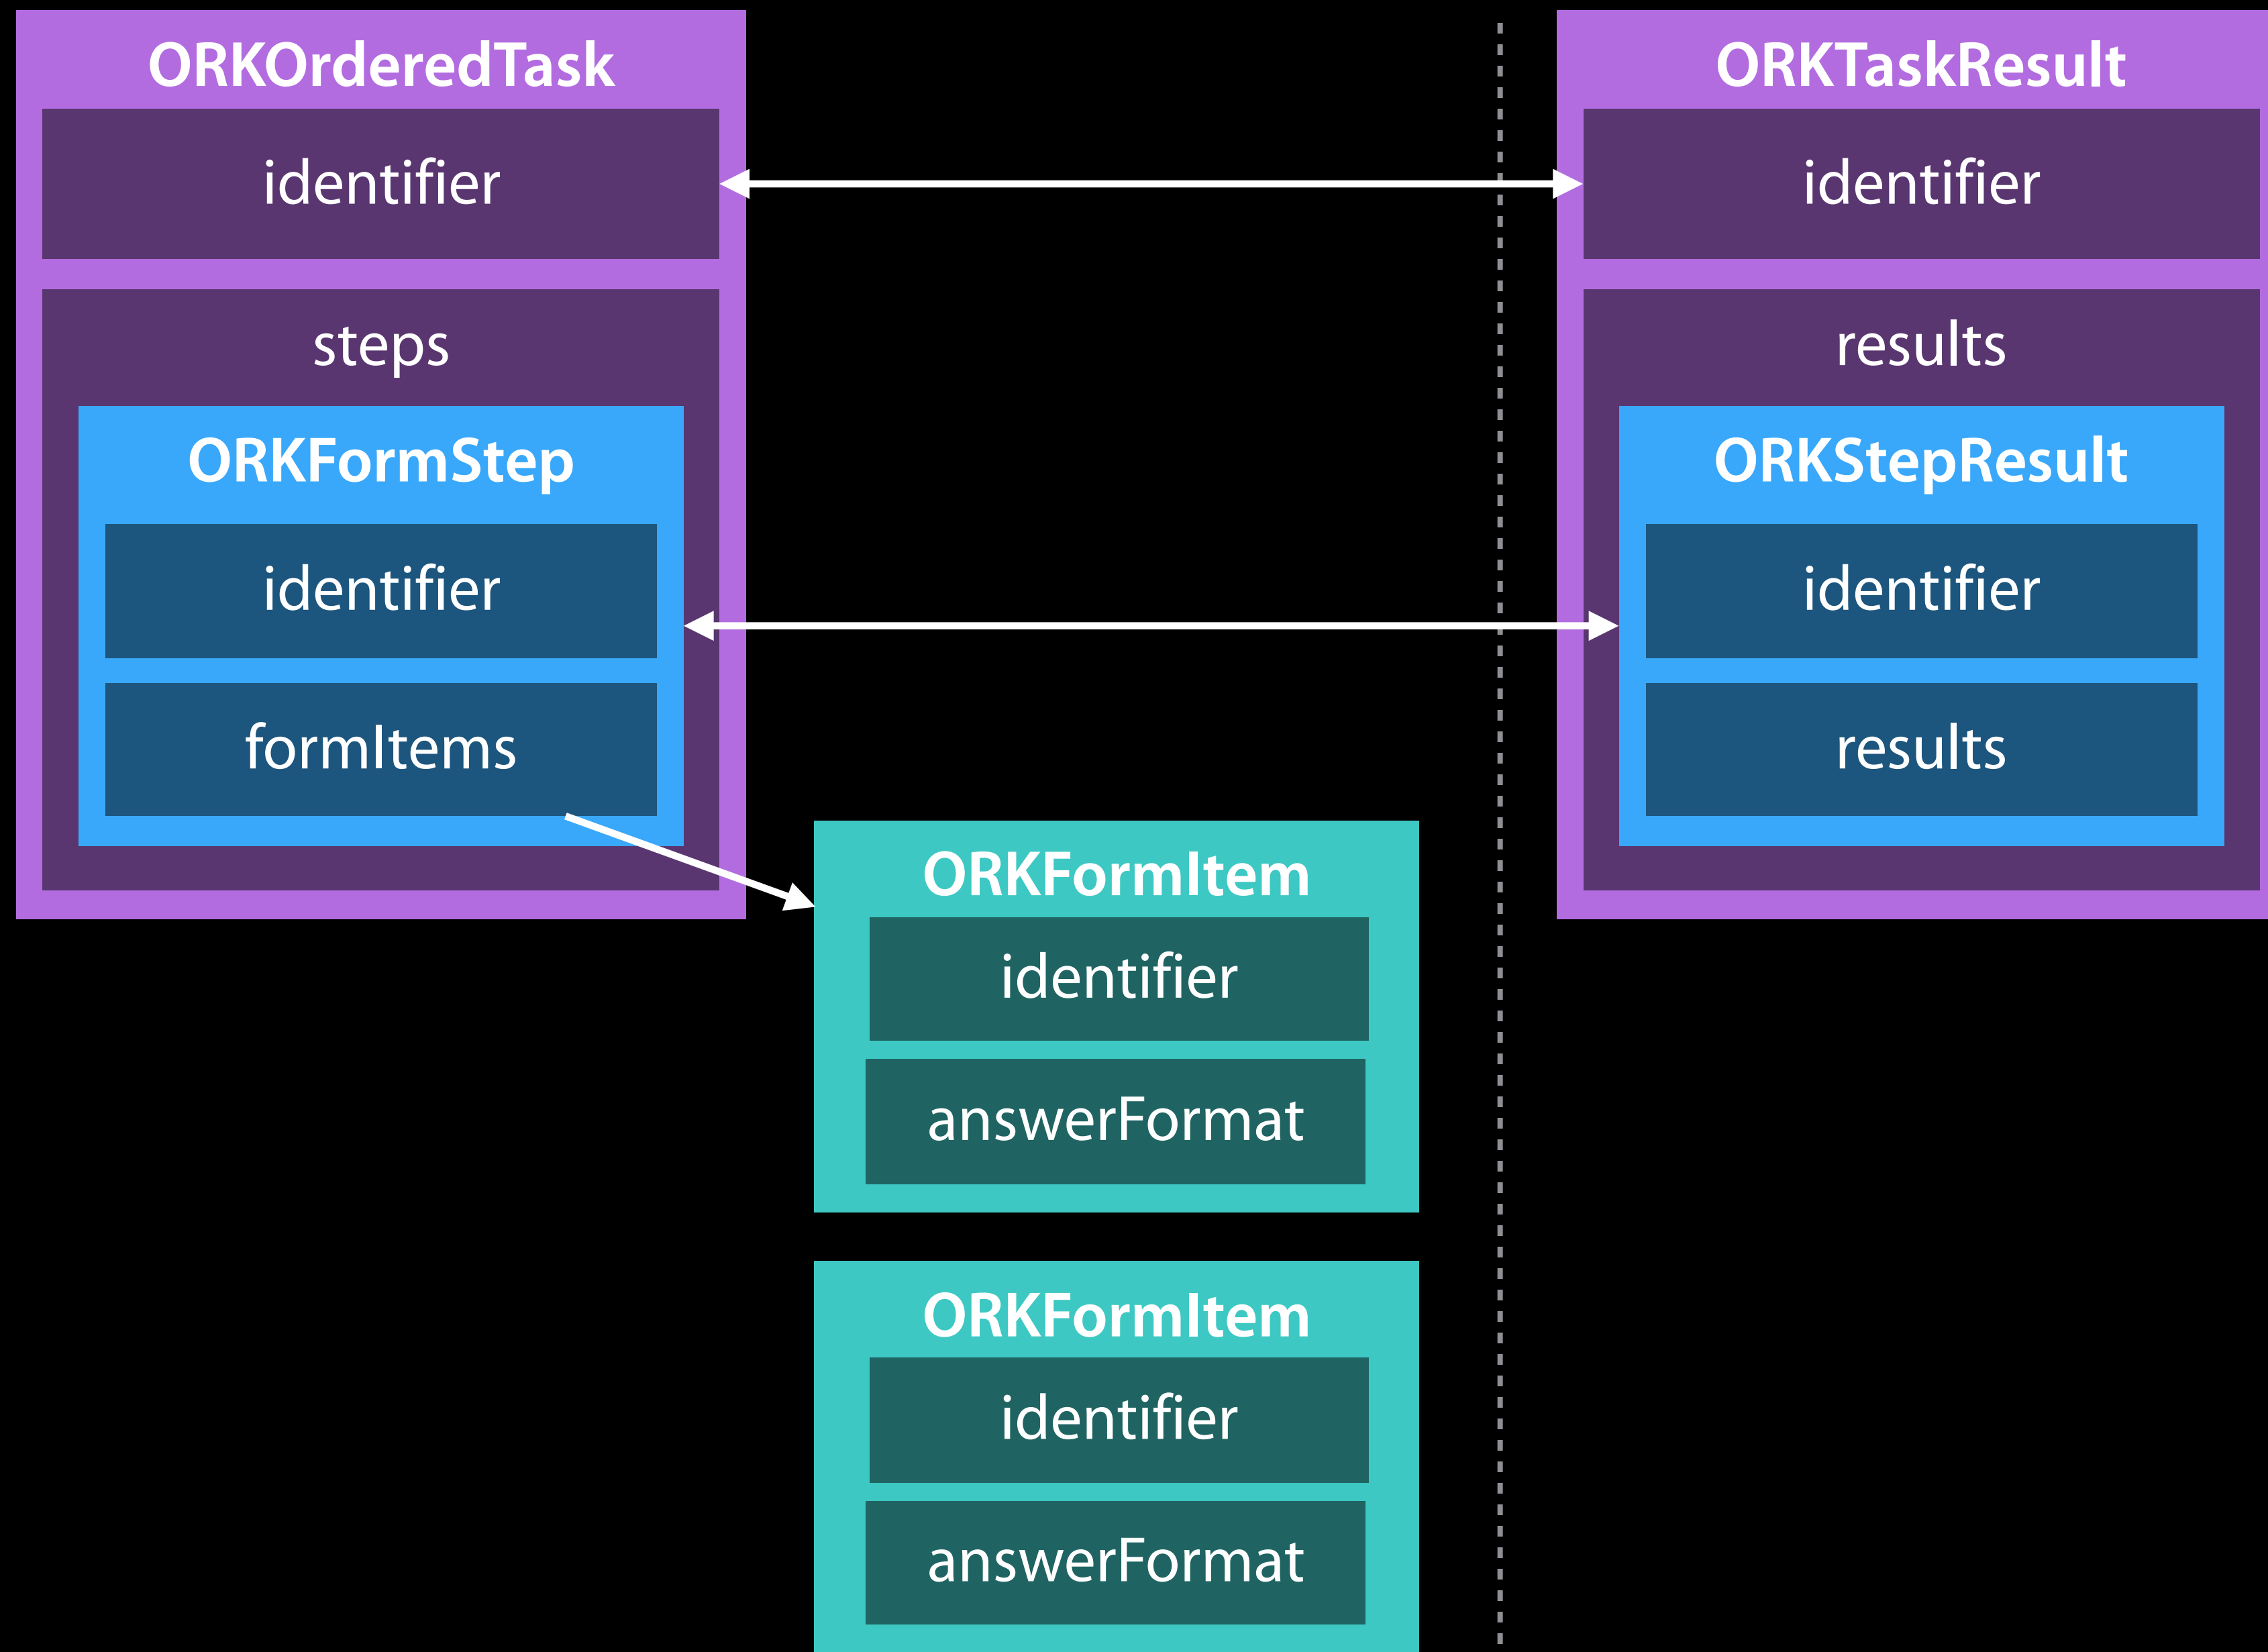 ORKOrderedTask
identifier
steps
ORKFormStep
identifier
formItems
ORKFormItem
identifier
answerFormat
ORKFormItem
identifier
answerFormat
ORKTaskResult
identifier
results
ORKStepResult
identifier
results